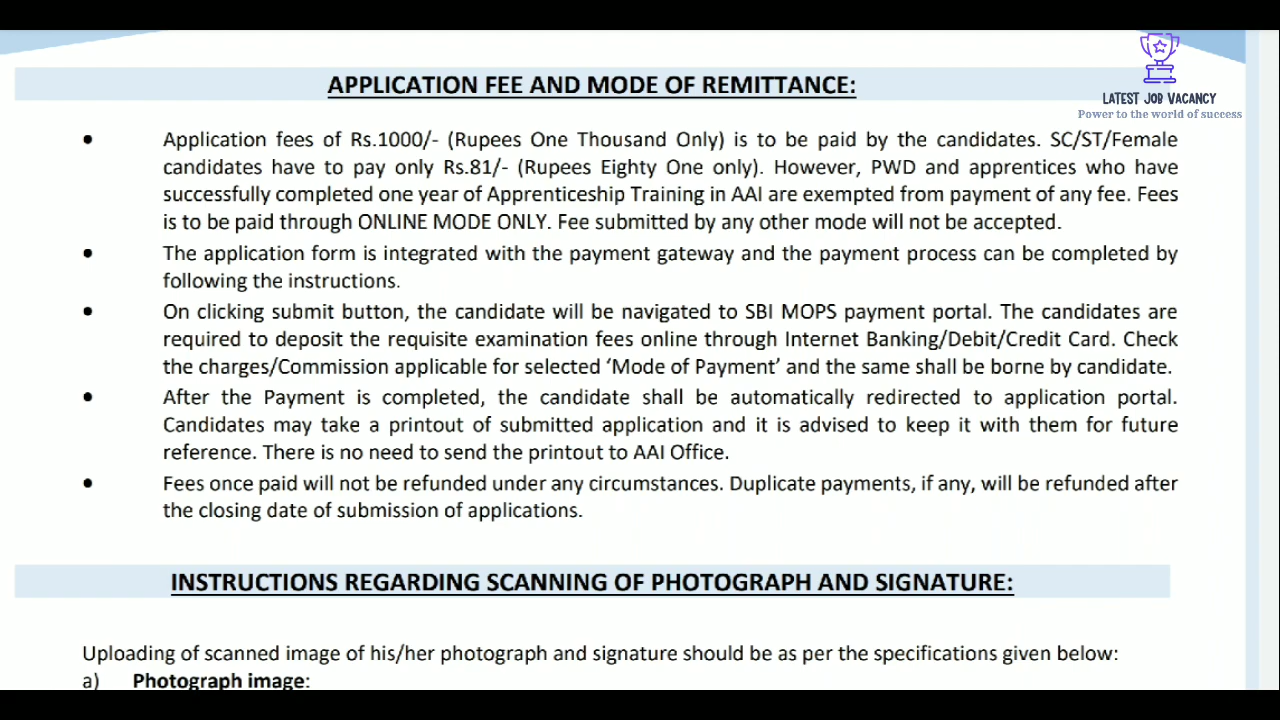 LATEST JOB VACANCY
Power to the world of success
APPLICATION FEE AND MODE OF REMITTANCE:
• Application fees of Rs.1000/- (Rupees One Thousand Only) is to be paid by the candidates. SC/ST/Female
candidates have to pay only Rs.81/- (Rupees Eighty One only). However, PWD and apprentices who have
successfully completed one year of Apprenticeship Training in AAI are exempted from payment of any fee. Fees
is to be paid through ONLINE MODE ONLY. Fee submitted by any other mode will not be accepted.
• The application form is integrated with the payment gateway and the payment process can be completed by
following the instructions.
• On clicking submit button, the candidate will be navigated to SBI MOPS payment portal. The candidates are
required to deposit the requisite examination fees online through Internet Banking/Debit/Credit Card. Check
the charges/Commission applicable for selected ‘Mode of Payment’ and the same shall be borne by candidate.
• After the Payment is completed, the candidate shall be automatically redirected to application portal.
Candidates may take a printout of submitted application and it is advised to keep it with them for future
reference. There is no need to send the printout to AAI Office.
• Fees once paid will not be refunded under any circumstances. Duplicate payments, if any, will be refunded after
the closing date of submission of applications.
INSTRUCTIONS REGARDING SCANNING OF PHOTOGRAPH AND SIGNATURE:
Uploading of scanned image of his/her photograph and signature should be as per the specifications given below:
a) Photograph image: